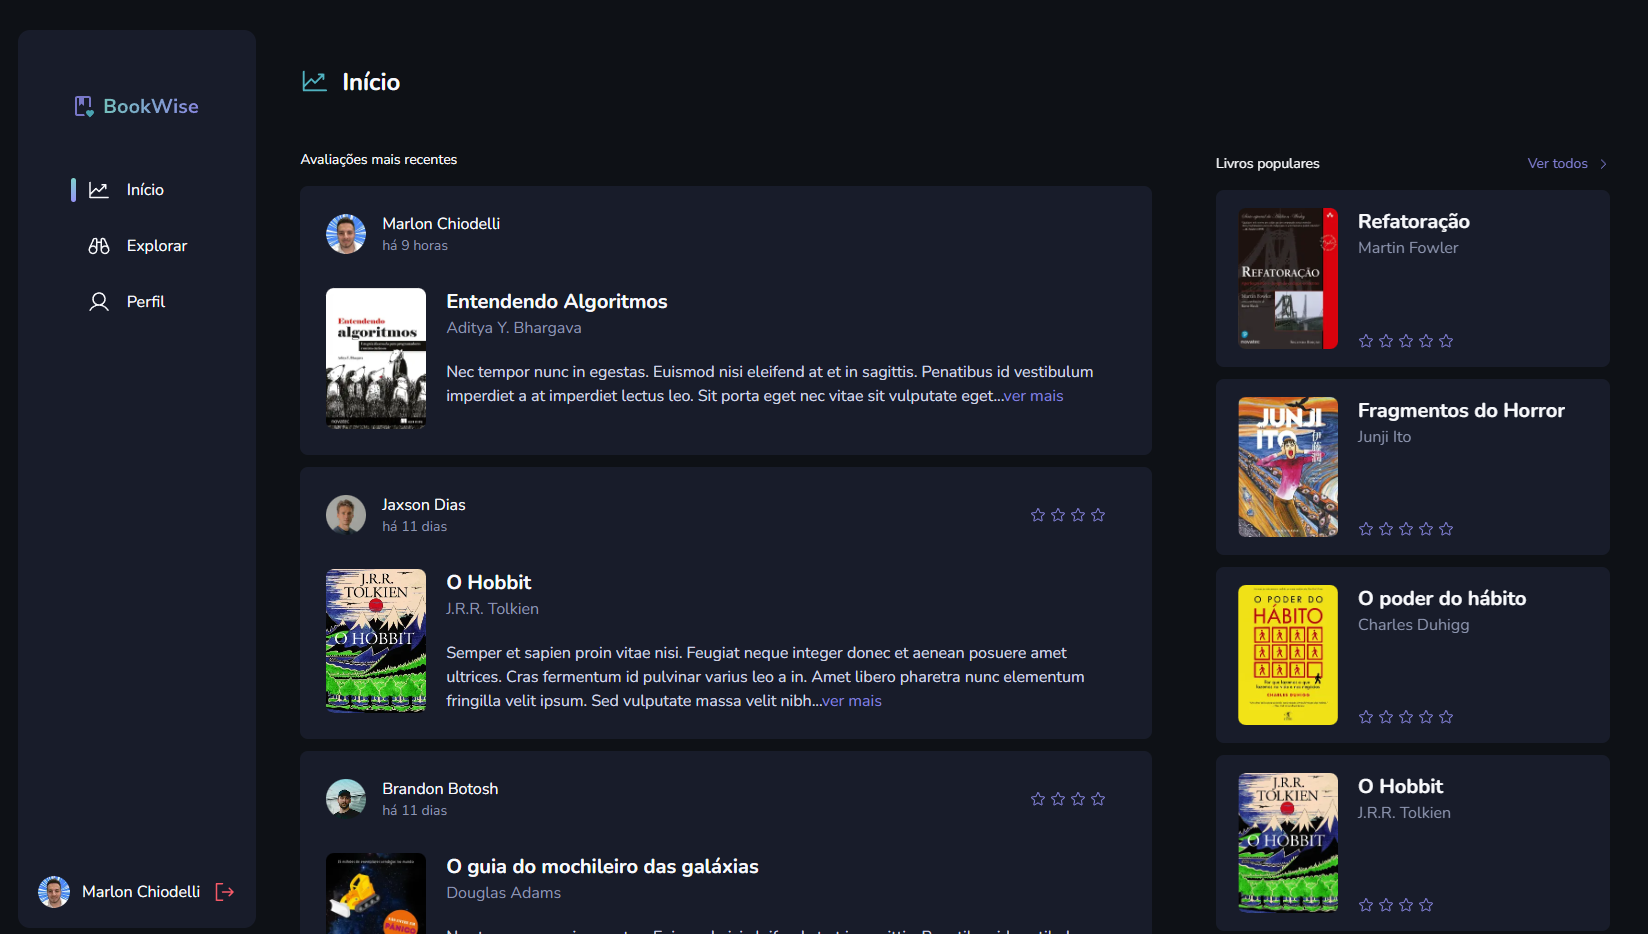 BookWise
Início
Explorar
Perfil
Marlon Chiodelli
Início
Avaliações mais recentes
Marlon Chiodelli
há 9 horas
Entendendo
algoritmos
novatec
Entendendo Algoritmos
Aditya Y. Bhargava
Nec tempor nunc in egestas. Euismod nisi eleifend at et in sagittis. Penatibus id vestibulum
imperdiet a at imperdiet lectus leo. Sit porta eget nec vitae sit vulputate eget...ver mais
Jaxson Dias
há 11 dias
J.R.R.
TOLKIEN
O HOBBIT
O Hobbit
J.R.R. Tolkien
Semper et sapien proin vitae nisi. Feugiat neque integer donec et aenean posuere amet
ultrices. Cras fermentum id pulvinar varius leo a in. Amet libero pharetra nunc elementum
fringilla velit ipsum. Sed vulputate massa velit nibh...ver mais
Brandon Botosh
há 11 dias
PÂNICO
O guia do mochileiro das galáxias
Douglas Adams
Livros populares
Ver todos
REFATORAÇÃO
Martin Fowler
novatec
Refatoração
Martin Fowler
JUNJI
ITO
Fragmentos do Horror
Junji Ito
O PODER DO
HÁBITO
CHARLES DUHIGG
O poder do hábito
Charles Duhigg
J.R.R.
TOLKIEN
O HOBBIT
O Hobbit
J.R.R. Tolkien